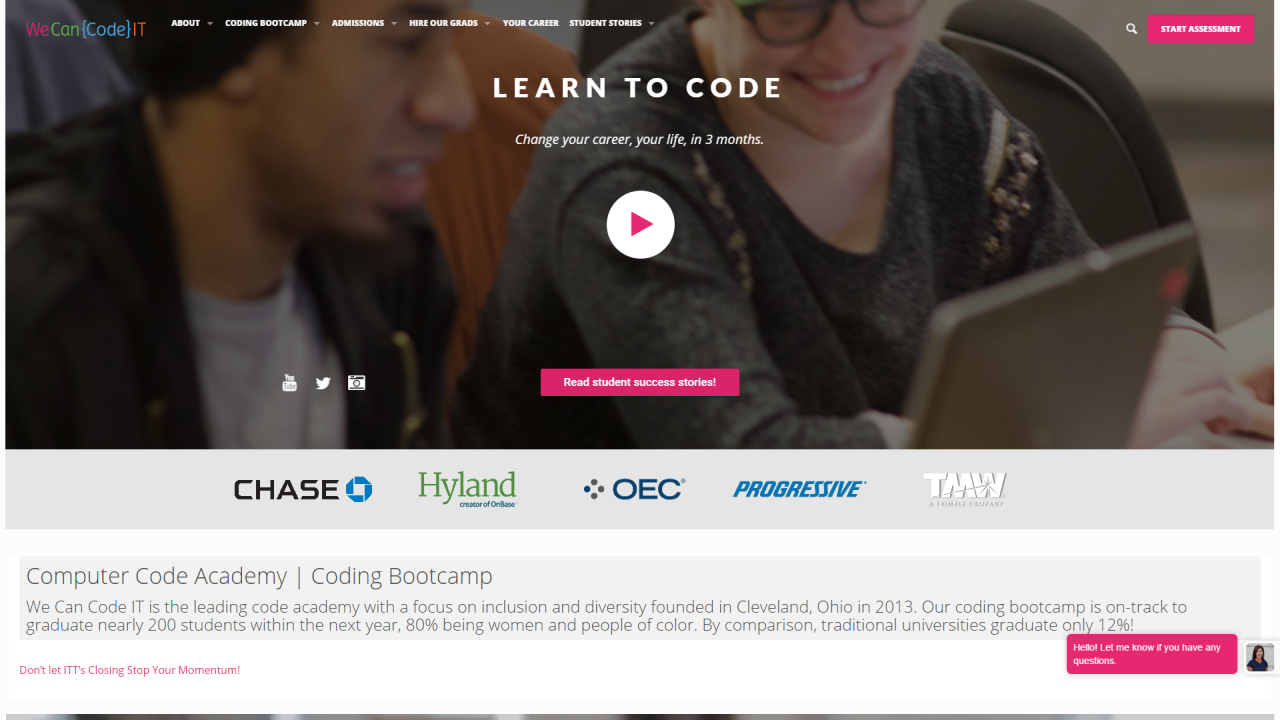 We Can {Code} IT
ABOUT CODING BOOTCAMP ADMISSIONS HIRE OUR GRADS YOUR CAREER STUDENT STORIES
START ASSESSMENT
LEARN TO CODE
Change your career, your life, in 3 months.
You Tube
Read student success stories!
CHASE
Hyland
creator of OnBase
OEC®
PROGRESSIVE®
TMW
A TRIMBLE COMPANY
Computer Code Academy | Coding Bootcamp
We Can Code IT is the leading code academy with a focus on inclusion and diversity founded in Cleveland, Ohio in 2013. Our coding bootcamp is on-track to
graduate nearly 200 students within the next year, 80% being women and people of color. By comparison, traditional universities graduate only 12%!
Hello! Let me know if you have any
questions.
Don't let ITT's Closing Stop Your Momentum!